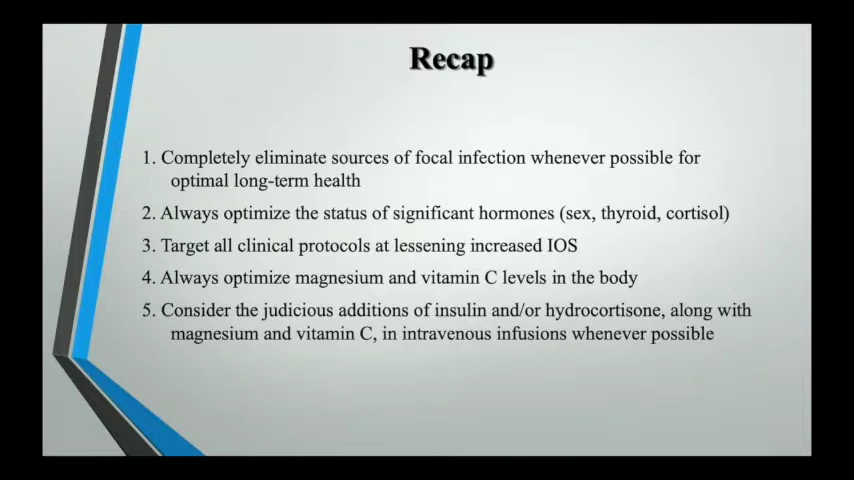 Recap
1. Completely eliminate sources of focal infection whenever possible for
optimal long-term health
2. Always optimize the status of significant hormones (sex, thyroid, cortisol)
3. Target all clinical protocols at lessening increased IOS
4. Always optimize magnesium and vitamin C levels in the body
5. Consider the judicious additions of insulin and/or hydrocortisone, along with
magnesium and vitamin C, in intravenous infusions whenever possible